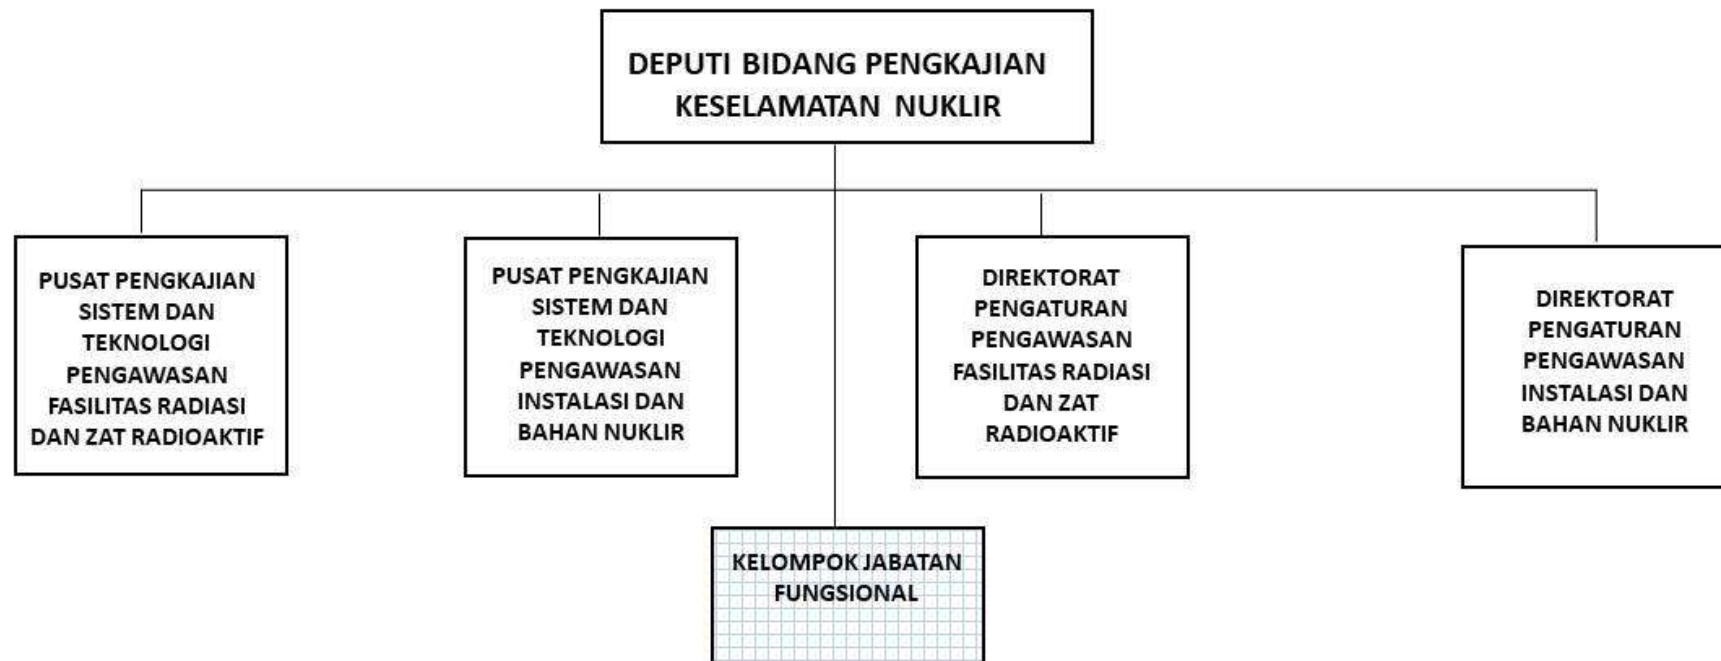 DEPUTI BIDANG PENGKAJIAN
KESELAMATAN NUKLIR
PUSAT PENGKAJIAN
SISTEM DAN
TEKNOLOGI
PENGAWASAN
FASILITAS RADIASI
DAN ZAT RADIOAKTIF
PUSAT PENGKAJIAN
SISTEM DAN
TEKNOLOGI
PENGAWASAN
INSTALASI DAN
BAHAN NUKLIR
DIREKTORAT
PENGATURAN
PENGAWASAN
FASILITAS RADIASI
DAN ZAT
RADIOAKTIF
DIREKTORAT
PENGATURAN
PENGAWASAN
INSTALASI DAN
BAHAN NUKLIR
KELOMPOK JABATAN
FUNGSIONAL